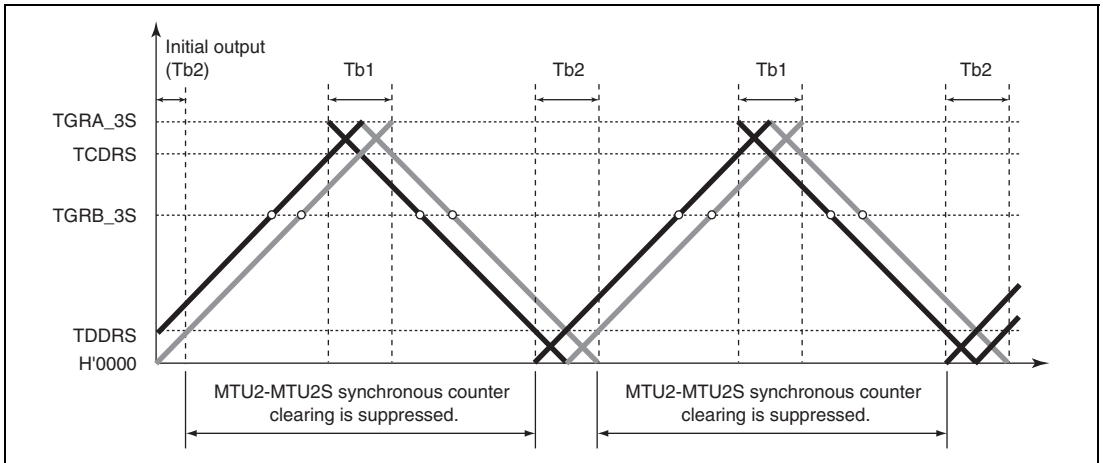 Initial output
(Tb2)
Tb1
Tb2
Tb1
Tb2
TGRA_3S
TCDRS
TGRB_3S
TDDRS
H'0000
MTU2-MTU2S synchronous counter
clearing is suppressed.
MTU2-MTU2S synchronous counter
clearing is suppressed.